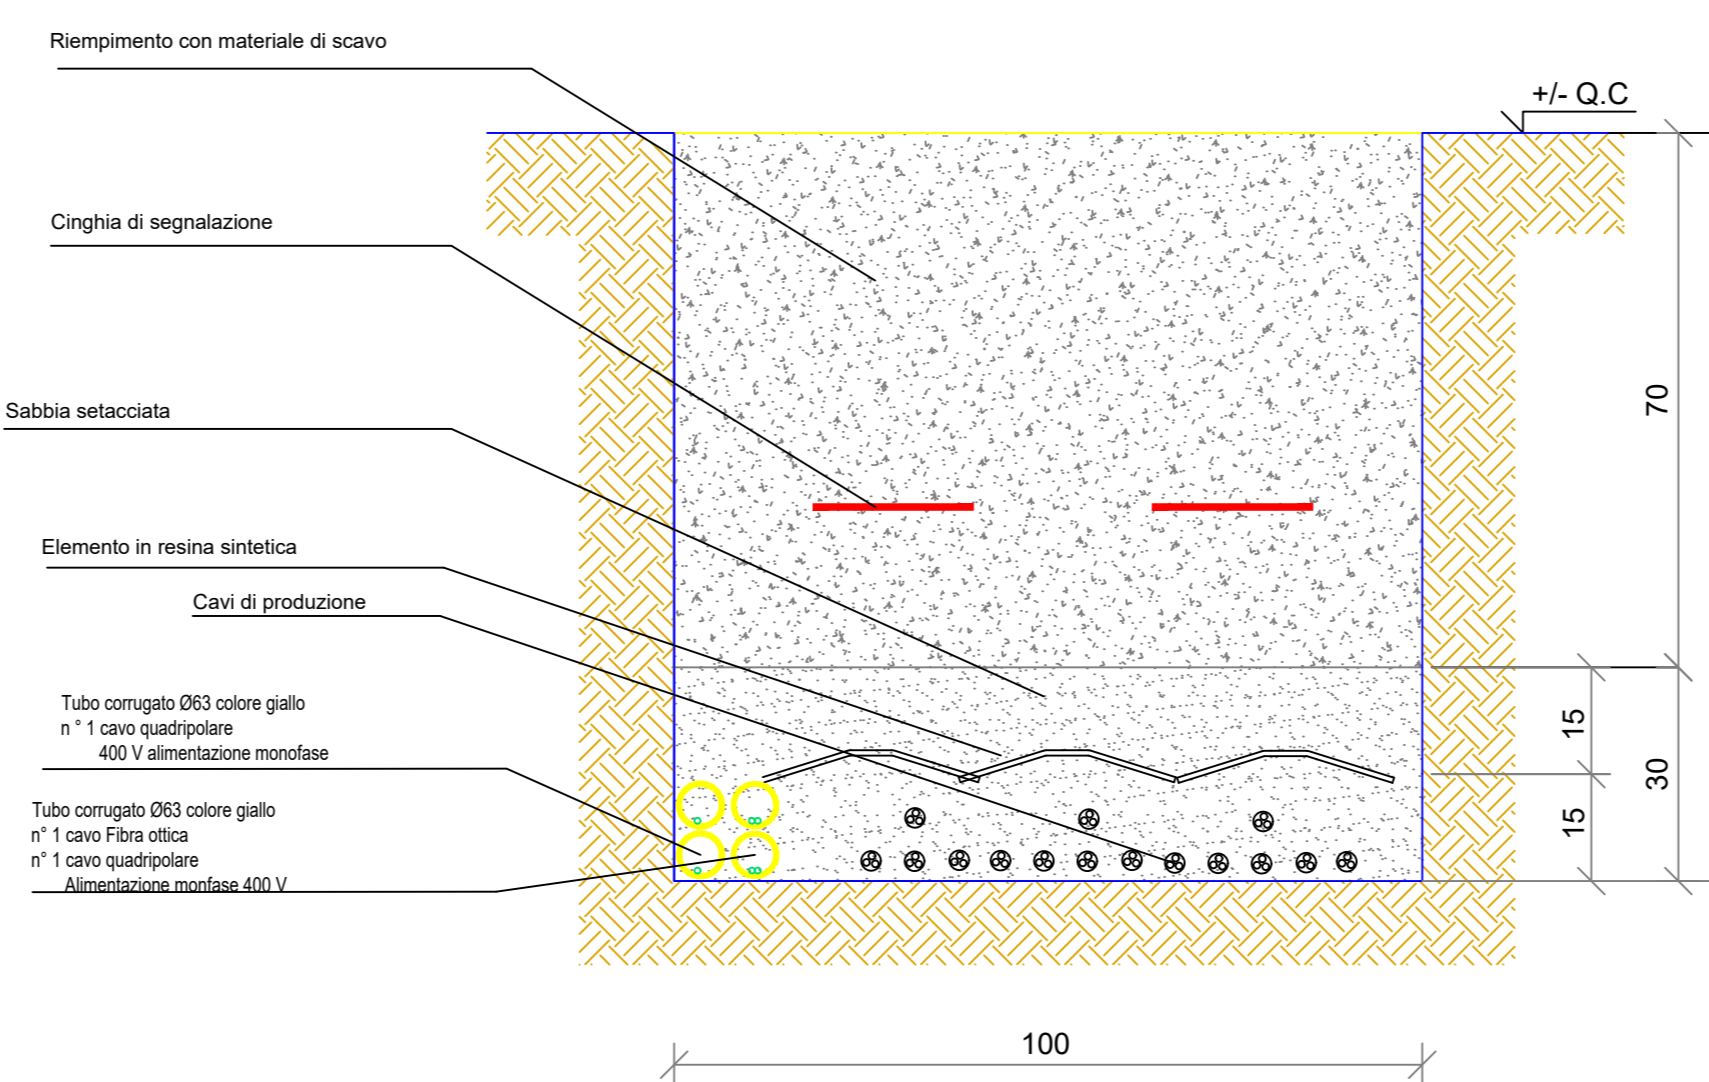 Riempimento con materiale di scavo
+/- Q.C
Cinghia di segnalazione
70
Sabbia setacciata
Elemento in resina sintetica
Cavi di produzione
Tubo corrugato Ø63 colore giallo
n ° 1 cavo quadripolare
400 V alimentazione monofase
15
30
15
Tubo corrugato Ø63 colore giallo
n° 1 cavo Fibra ottica
n° 1 cavo quadripolare
Alimentazione monfase 400 V
100